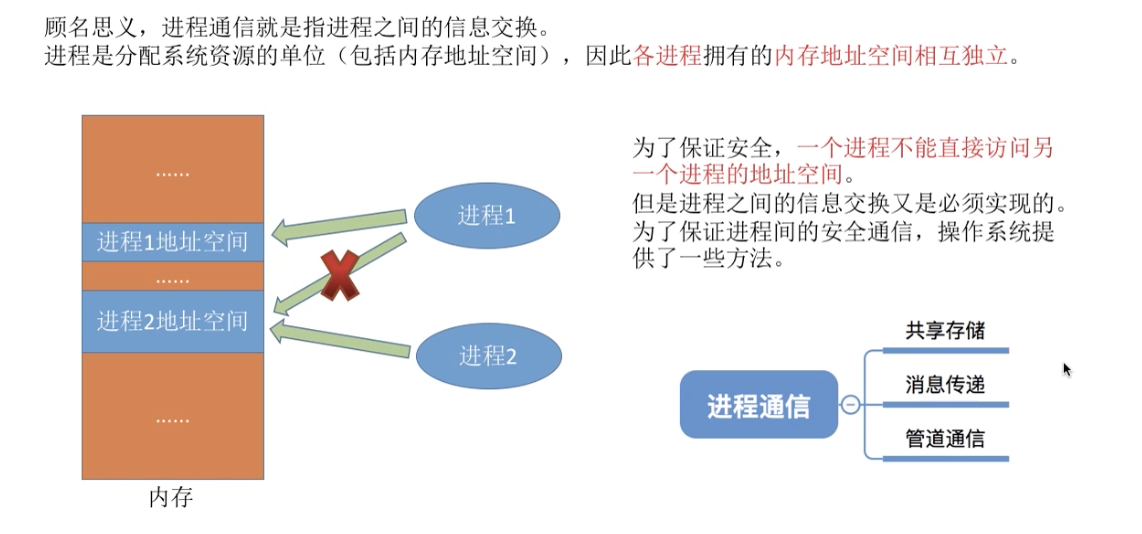 顾名思义，进程通信就是指进程之间的信息交换。
进程是分配系统资源的单位（包括内存地址空间），因此各进程拥有的内存地址空间相互独立。
......
进程1地址空间
......
进程2地址空间
......
内存
进程1
进程2
为了保证安全，一个进程不能直接访问另
一个进程的地址空间。
但是进程之间的信息交换又是必须实现的。
为了保证进程间的安全通信，操作系统提
供了一些方法。
进程通信
共享存储
消息传递
管道通信